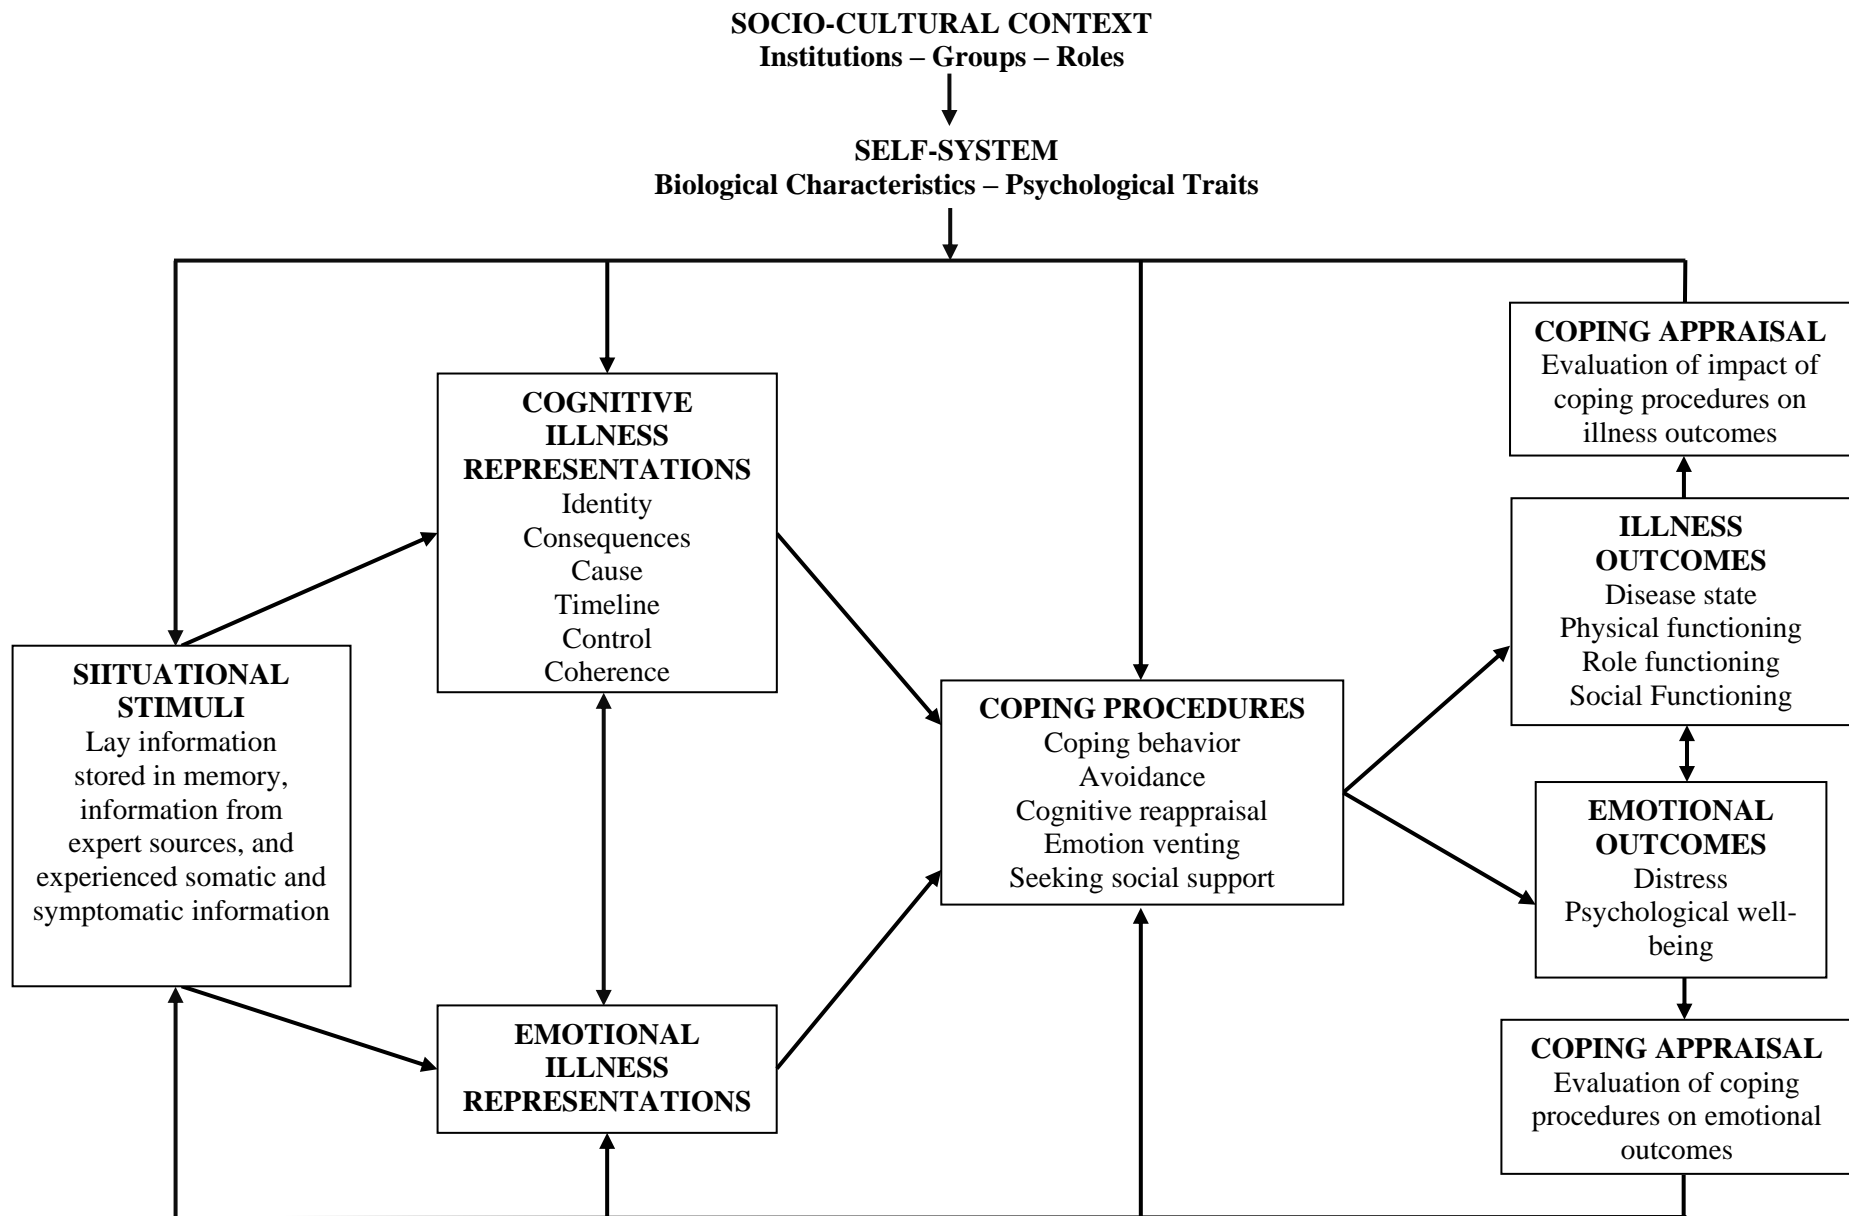 SOCIO-CULTURAL CONTEXT
Institutions – Groups – Roles
SELF-SYSTEM
Biological Characteristics – Psychological Traits
SIITUATIONAL
STIMULI
Lay information
stored in memory,
information from
expert sources, and
experienced somatic and
symptomatic information
COGNITIVE
ILLNESS
REPRESENTATIONS
Identity
Consequences
Cause
Timeline
Control
Coherence
EMOTIONAL
ILLNESS
REPRESENTATIONS
COPING PROCEDURES
Coping behavior
Avoidance
Cognitive reappraisal
Emotion venting
Seeking social support
COPING APPRAISAL
Evaluation of impact of
coping procedures on
illness outcomes
ILLNESS
OUTCOMES
Disease state
Physical functioning
Role functioning
Social Functioning
EMOTIONAL
OUTCOMES
Distress
Psychological well-
being
COPING APPRAISAL
Evaluation of coping
procedures on emotional
outcomes